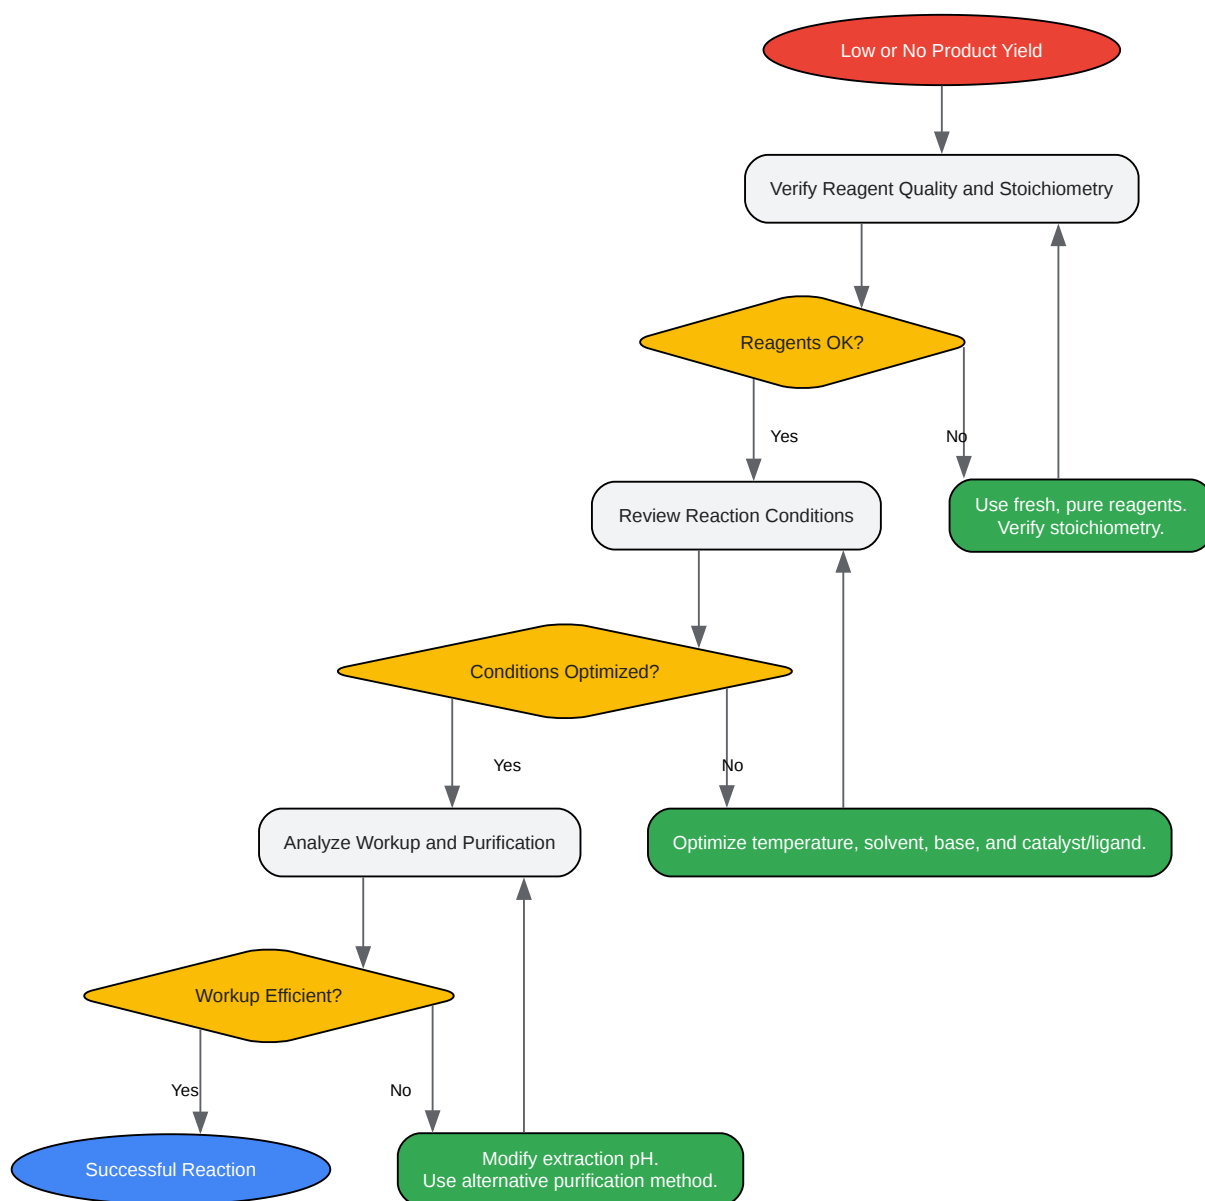 Low or No Product Yield
Verify Reagent Quality and Stoichiometry
Reagents OK?
Yes
No
Use fresh, pure reagents.
Verify stoichiometry.
Review Reaction Conditions
Conditions Optimized?
Yes
No
Analyze Workup and Purification
Optimize temperature, solvent, base, and catalyst/ligand.
Workup Efficient?
Yes
No
Successful Reaction
Modify extraction pH.
Use alternative purification method.